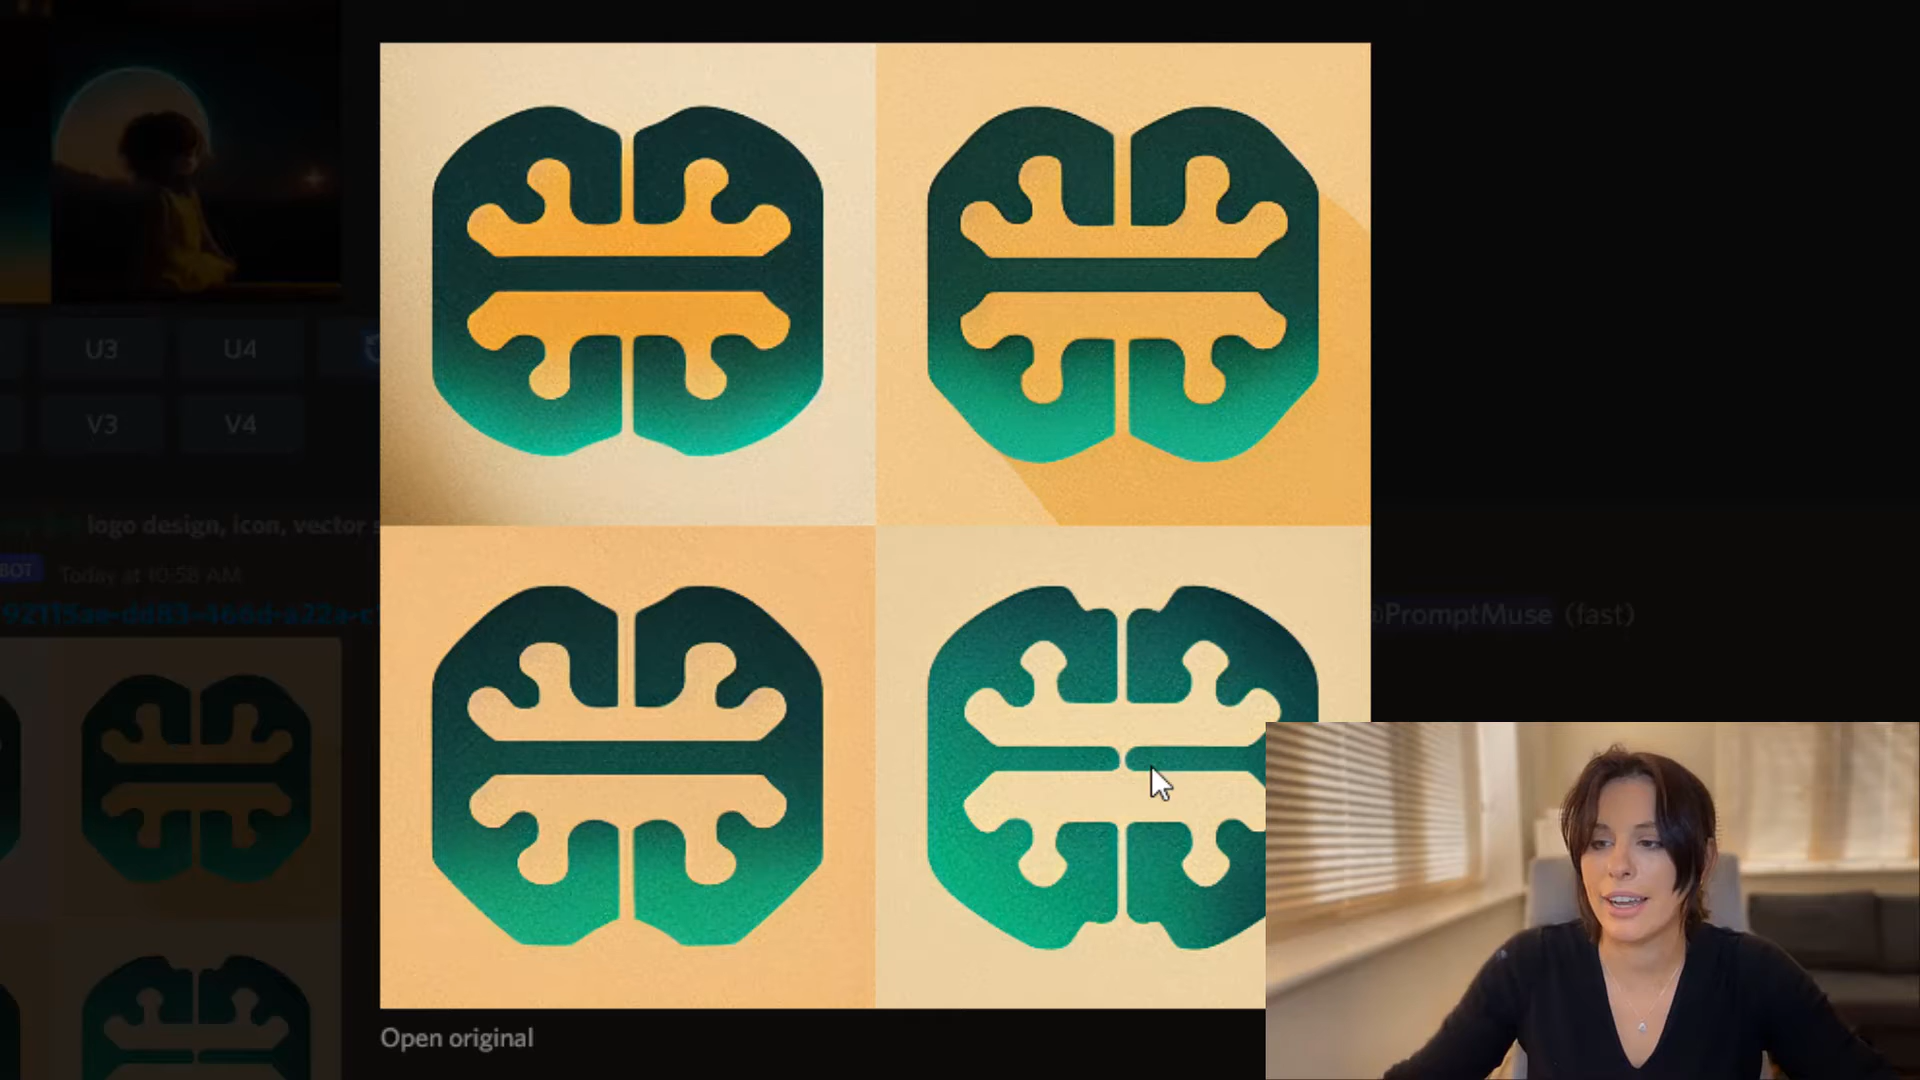 U3 U4
V3 V4
logo design, icon, vector
BOT Today at 10:58 AM
@PromptMuse (fast)
Open original